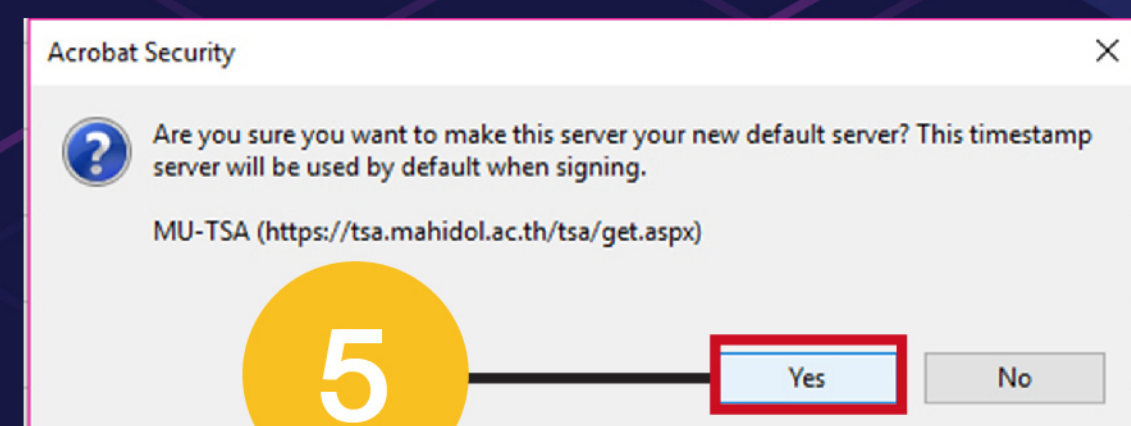 Acrobat Security
Are you sure you want to make this server your new default server? This timestamp
server will be used by default when signing.
MU-TSA (https://tsa.mahidol.ac.th/tsa/get.aspx)
5
Yes
No